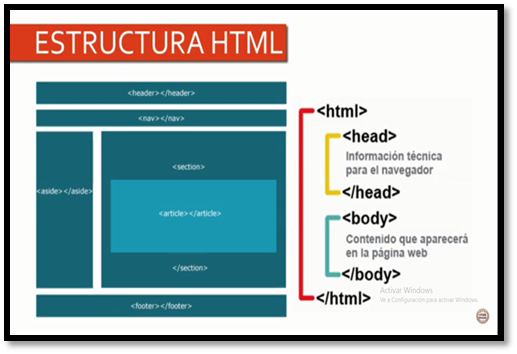 ESTRUCTURA HTML
<header></header>
<nav></nav>
<aside></aside>
<section>
<article></article>
</section>
<footer></footer>
<html>
<head>
Información técnica
para el navegador
</head>
<body>
Contenido que aparecerá
en la página web
</body>
</html>
Activar Windows
Ve a Configuración para activar Windows.